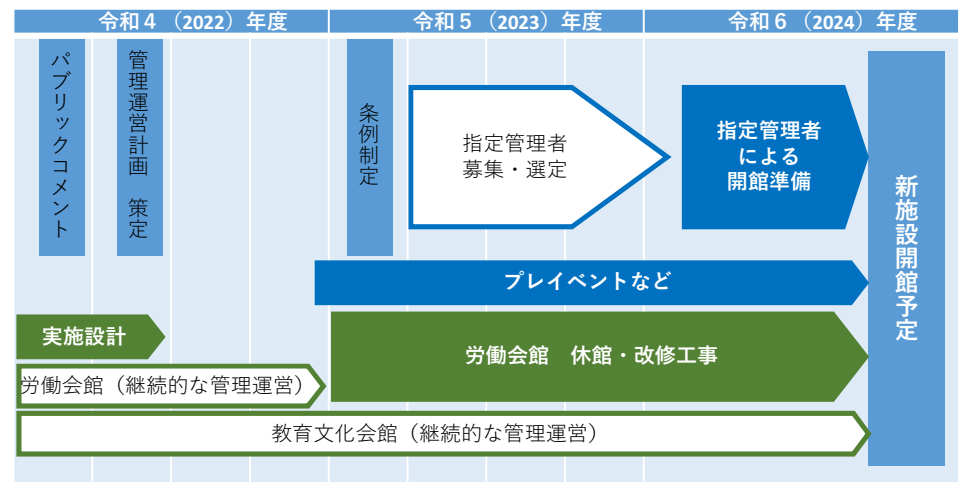 令和４（2022）年度
令和５（2023）年度
令和６（2024）年度
パブリックコメント
管理運営計画　策定
条例制定
指定管理者
募集・選定
指定管理者
による
開館準備
新施設開館予定
プレイベントなど
実施設計
労働会館　休館・改修工事
労働会館（継続的な管理運営）
教育文化会館（継続的な管理運営）